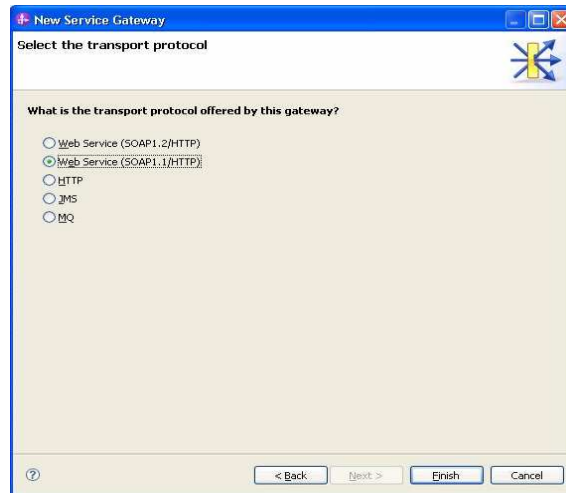 New Service Gateway
Select the transport protocol
What is the transport protocol offered by this gateway?
Web Service (SOAP1.2/HTTP)
Web Service (SOAP1.1/HTTP)
HTTP
JMS
MQ
?
< Back
Next >
Finish
Cancel